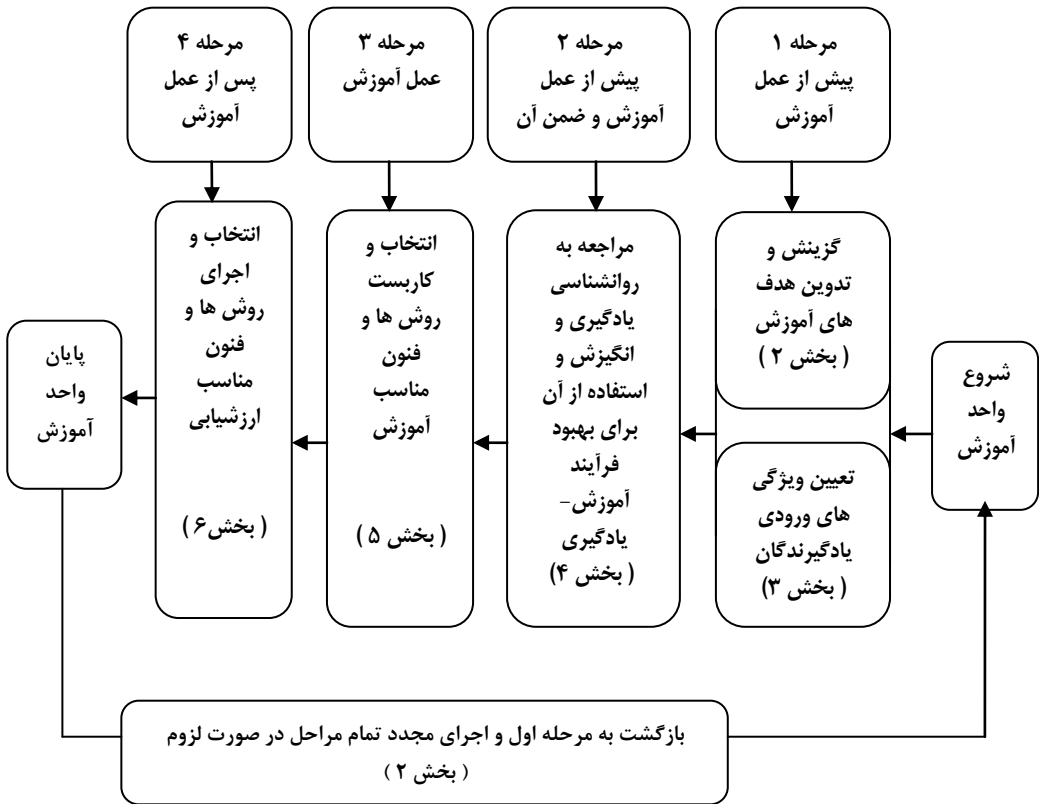 مرحله ۱
پیش از عمل
آموزش
مرحله ۲
پیش از عمل
آموزش و ضمن آن
مرحله ۳
عمل آموزش
مرحله ۴
پس از عمل
آموزش
شروع
واحد
آموزش
گزینش و
تدوین هدف
های آموزش
( بخش ۲ )
تعیین ویژگی
های ورودی
یادگیرندگان
( بخش ۳)
مراجعه به
روانشناسی
یادگیری و
انگیزش و
استفاده از آن
برای بهبود
فرآیند
آموزش–
یادگیری
( بخش ۴)
انتخاب و
کاربست
روش ها و
فنون
مناسب
آموزش
( بخش ۵ )
انتخاب و
اجرای
روش ها و
فنون
مناسب
ارزشیابی
( بخش۶ )
پایان
واحد
آموزش
بازگشت به مرحله اول و اجرای مجدد تمام مراحل در صورت لزوم
( بخش ۲ )